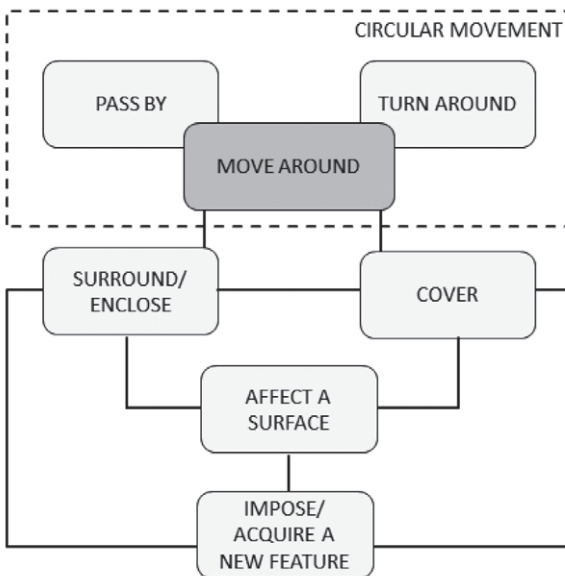 CIRCULAR MOVEMENT
PASS BY
TURN AROUND
MOVE AROUND
SURROUND/
ENCLOSE
COVER
AFFECT A
SURFACE
IMPOSE/
ACQUIRE A
NEW FEATURE